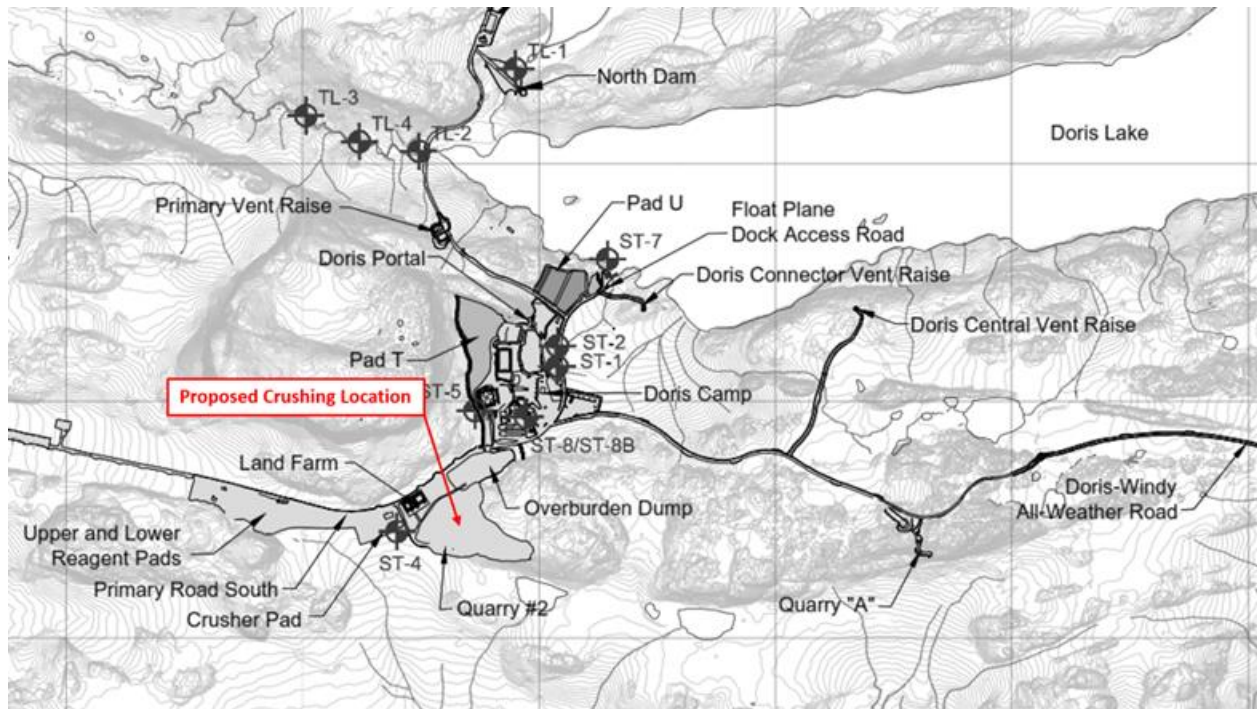 TL-1
North Dam
TL-3
TL-4
TL-2
Doris Lake
Primary Vent Raise
Pad U
Float Plane
Dock Access Road
ST-7
Doris Portal
Doris Connector Vent Raise
Doris Central Vent Raise
ST-2
ST-1
Pad T
Proposed Crushing Location
ST-5
Doris Camp
ST-8/ST-8B
Land Farm
Overburden Dump
Doris-Windy
All-Weather Road
Upper and Lower
Reagent Pads
Primary Road South
ST-4
Crusher Pad
Quarry #2
Quarry "A"